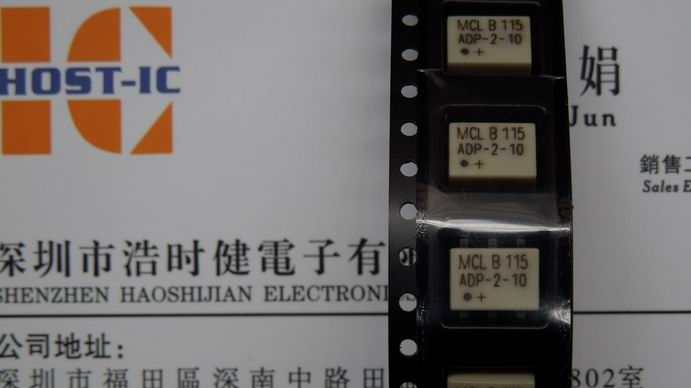 HOST-IC
娟
Jun
銷售二
Sales E
深圳市浩时健電子有
SHENZHEN HAOSHIJIAN ELECTRONI
公司地址:
深圳市福田區深南中路田
802室
MCL B 115
ADP-2-10
+
MCL B 115
ADP-2-10
+
MCL B 115
ADP-2-10
+